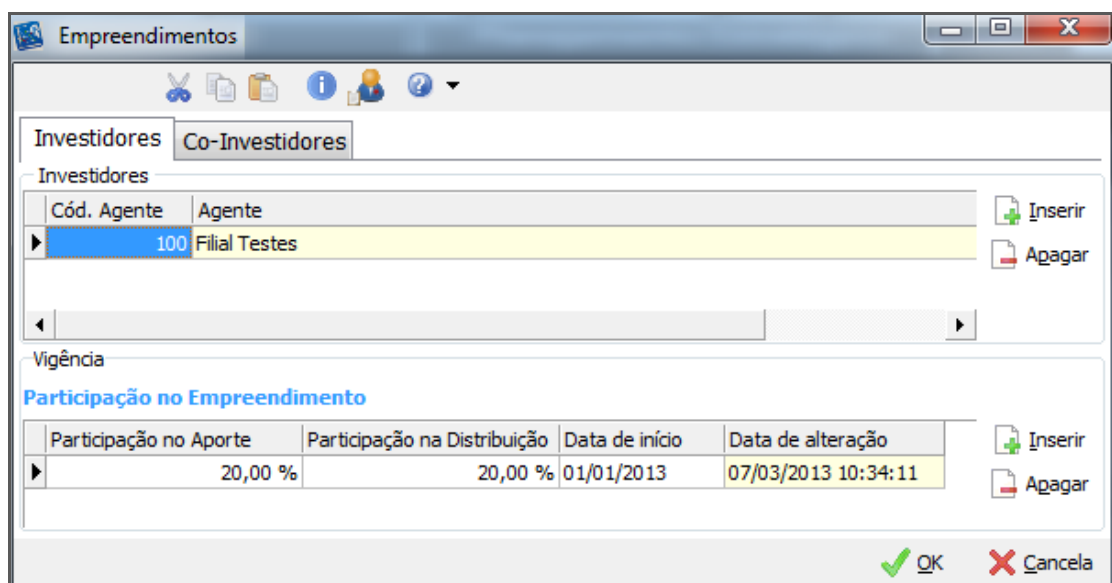 Empreendimentos
Investidores Co-Investidores
Investidores
Cód. Agente Agente
Inserir
100 Filial Testes
Apagar
Vigência
Participação no Empreendimento
Participação no Aporte Participação na Distribuição Data de início Data de alteração
Inserir
20,00 % 20,00 % 01/01/2013 07/03/2013 10:34:11
Apagar
OK Cancela